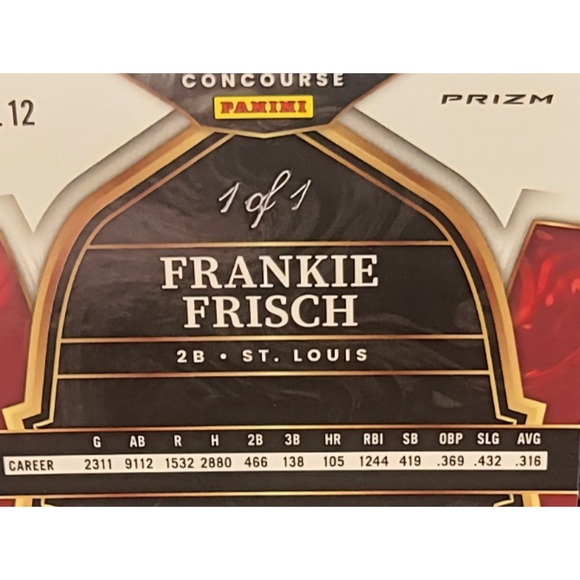 CONCOURSE
PANINI
.12
PRIZM
1 of 1
FRANKIE
FRISCH
2B • ST. LOUIS
G AB R H 2B 3B HR RBI SB OBP SLG AVG
CAREER 2311 9112 1532 2880 466 138 105 1244 419 .369 .432 .316